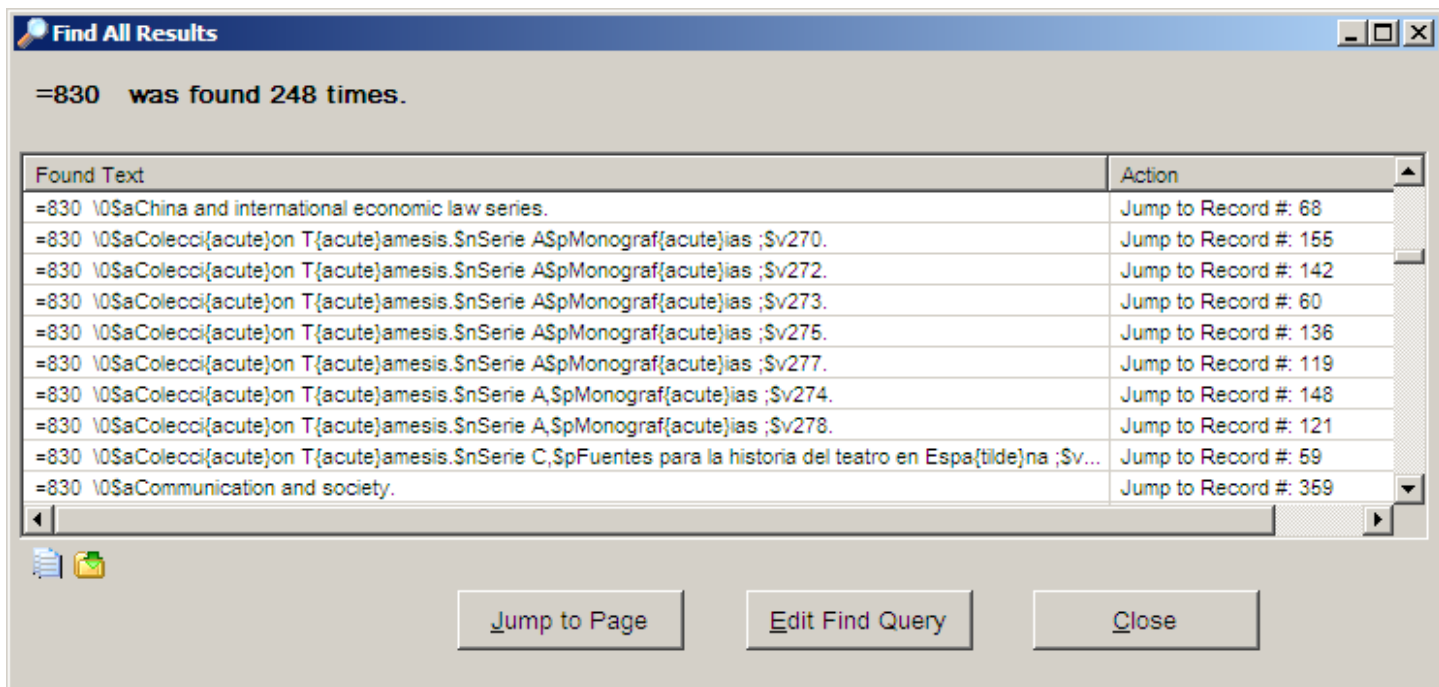 Find All Results
=830 was found 248 times.
Found Text Action
=830 \0$aChina and international economic law series. Jump to Record #: 68
=830 \0$aColecci{acute}on T{acute}amesis.$nSerie A$pMonograf{acute}ias ;$v270. Jump to Record #: 155
=830 \0$aColecci{acute}on T{acute}amesis.$nSerie A$pMonograf{acute}ias ;$v272. Jump to Record #: 142
=830 \0$aColecci{acute}on T{acute}amesis.$nSerie A$pMonograf{acute}ias ;$v273. Jump to Record #: 60
=830 \0$aColecci{acute}on T{acute}amesis.$nSerie A$pMonograf{acute}ias ;$v275. Jump to Record #: 136
=830 \0$aColecci{acute}on T{acute}amesis.$nSerie A$pMonograf{acute}ias ;$v277. Jump to Record #: 119
=830 \0$aColecci{acute}on T{acute}amesis.$nSerie A,$pMonograf{acute}ias ;$v274. Jump to Record #: 148
=830 \0$aColecci{acute}on T{acute}amesis.$nSerie A,$pMonograf{acute}ias ;$v278. Jump to Record #: 121
=830 \0$aColecci{acute}on T{acute}amesis.$nSerie C,$pFuentes para la historia del teatro en Espa{tilde}na ;$v... Jump to Record #: 59
=830 \0$aCommunication and society. Jump to Record #: 359
Jump to Page Edit Find Query Close